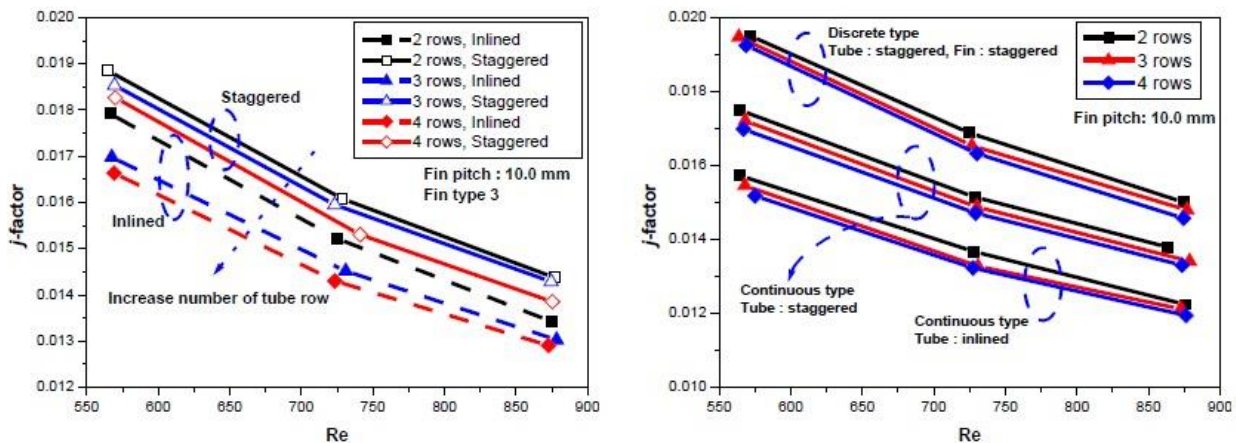 0.020
0.019
0.018
0.017
0.016
0.015
0.014
0.013
0.012
550
600
650
700
750
800
850
900
j-factor
Re
2 rows, Inlined
2 rows, Staggered
3 rows, Inlined
3 rows, Staggered
4 rows, Inlined
4 rows, Staggered
Staggered
Fin pitch : 10.0 mm
Fin type 3
Inlined
Increase number of tube row
0.020
0.018
0.016
0.014
0.012
0.010
550
600
650
700
750
800
850
900
j-factor
Re
Discrete type
Tube : staggered, Fin : staggered
2 rows
3 rows
4 rows
Fin pitch: 10.0 mm
Continuous type
Tube : staggered
Continuous type
Tube : inlined